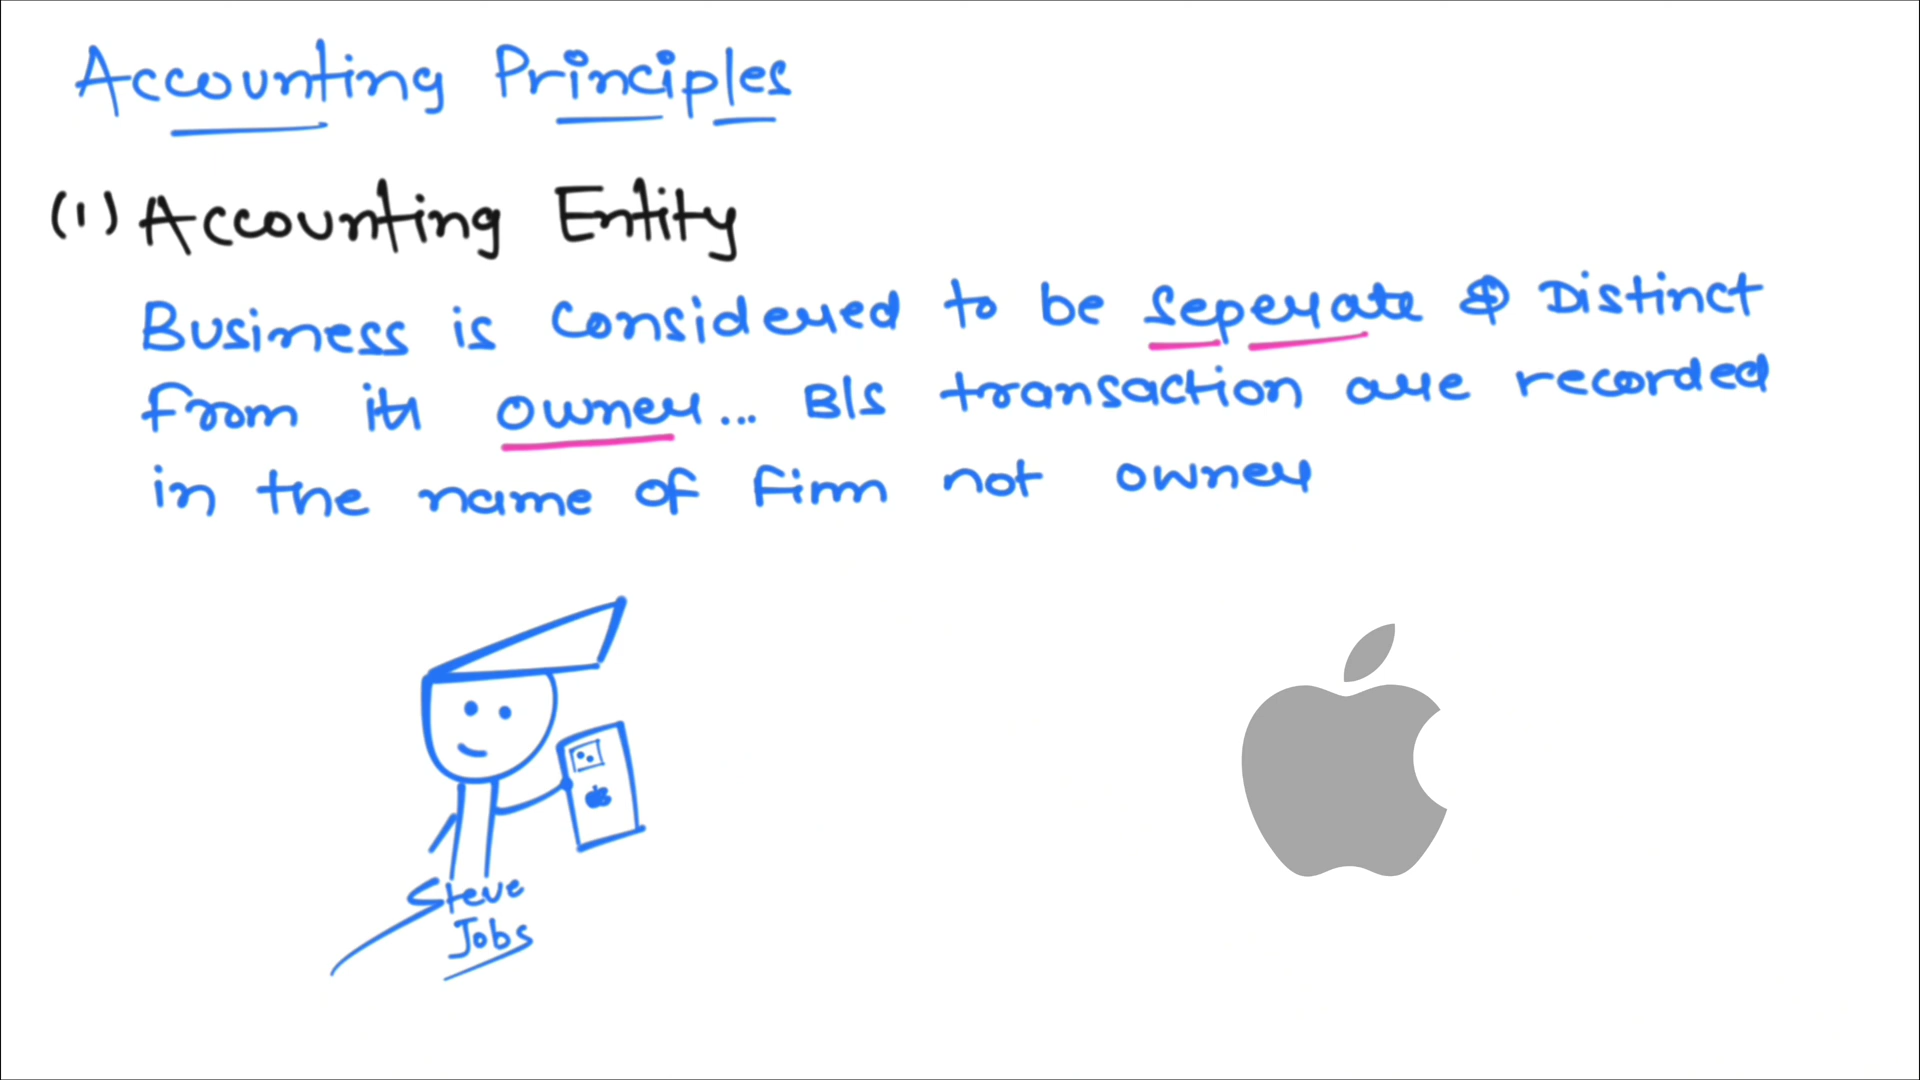 Accounting Principles
(1) Accounting Entity
Business is considered to be seperate & Distinct
from its owner... B/s transaction are recorded
in the name of firm not owner
Steve
Jobs